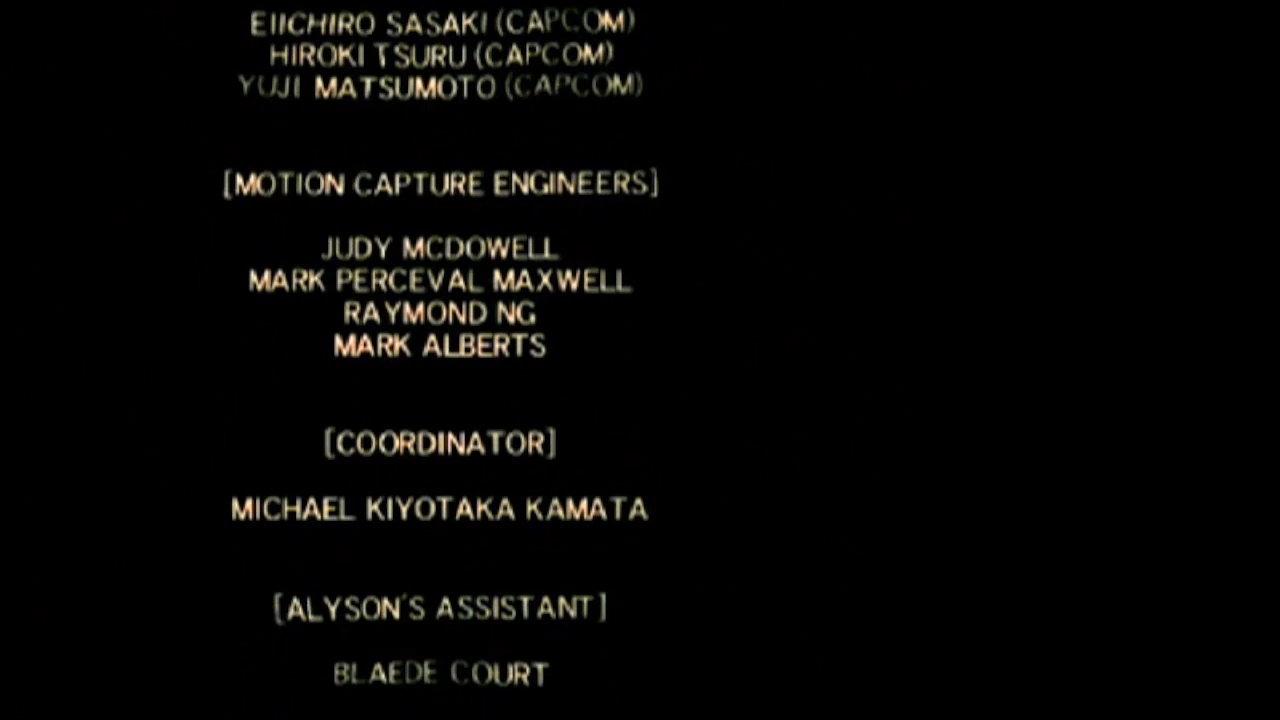 EIICHIRO SASAKI (CAPCOM)
HIROKI TSURU (CAPCOM)
YUJI MATSUMOTO (CAPCOM)
[MOTION CAPTURE ENGINEERS]
JUDY MCDOWELL
MARK PERCEVAL MAXWELL
RAYMOND NG
MARK ALBERTS
[COORDINATOR]
MICHAEL KIYOTAKA KAMATA
[ALYSON'S ASSISTANT]
BLAEDE COURT